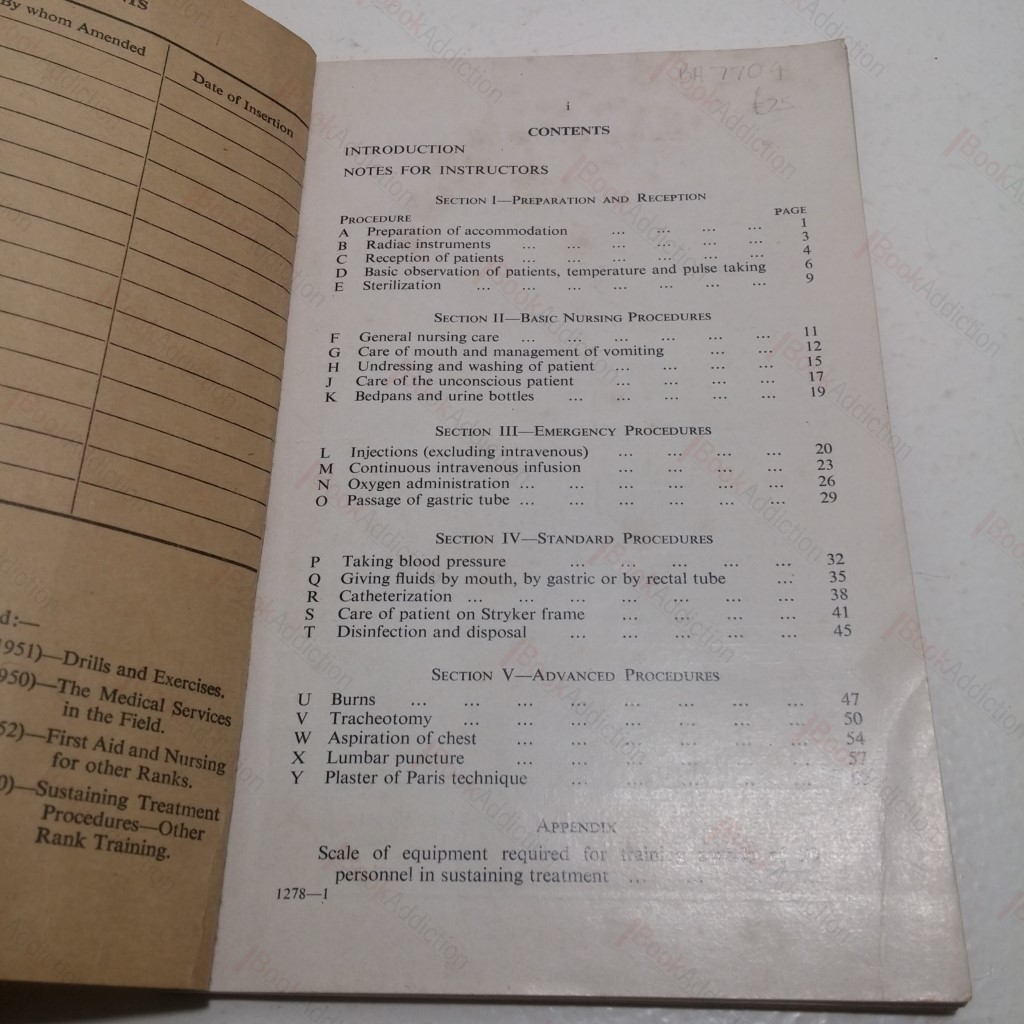 By whom Amended
Date of Insertion
d:—
1951)—Drills and Exercises.
950)—The Medical Services
in the Field.
52)—First Aid and Nursing
for other Ranks.
0)—Sustaining Treatment
Procedures—Other
Rank Training.
BH 7709
£25
i
CONTENTS
INTRODUCTION
NOTES FOR INSTRUCTORS
SECTION I—PREPARATION AND RECEPTION
PROCEDURE PAGE
A Preparation of accommodation ... ... ... ... 1
B Radiac instruments ... ... ... ... ... ... 3
C Reception of patients ... ... ... ... ... ... 4
D Basic observation of patients, temperature and pulse taking 6
E Sterilization ... ... ... ... ... ... ... 9
SECTION II—BASIC NURSING PROCEDURES
F General nursing care ... ... ... ... ... ... 11
G Care of mouth and management of vomiting ... ... 12
H Undressing and washing of patient ... ... ... ... 15
J Care of the unconscious patient ... ... ... ... 17
K Bedpans and urine bottles ... ... ... ... ... 19
SECTION III—EMERGENCY PROCEDURES
L Injections (excluding intravenous) ... ... ... ... 20
M Continuous intravenous infusion ... ... ... ... 23
N Oxygen administration ... ... ... ... ... ... 26
O Passage of gastric tube ... ... ... ... ... ... 29
SECTION IV—STANDARD PROCEDURES
P Taking blood pressure ... ... ... ... ... 32
Q Giving fluids by mouth, by gastric or by rectal tube ... 35
R Catheterization ... ... ... ... ... ... ... 38
S Care of patient on Stryker frame ... ... ... ... 41
T Disinfection and disposal ... ... ... ... ... 45
SECTION V—ADVANCED PROCEDURES
U Burns ... ... ... ... ... ... ... ... 47
V Tracheotomy ... ... ... ... ... ... ... 50
W Aspiration of chest ... ... ... ... ... ... 54
X Lumbar puncture ... ... ... ... ... ... 57
Y Plaster of Paris technique ... ... ... ... ...
APPENDIX
Scale of equipment required for training
personnel in sustaining treatment ... ...
1278—1
BookAddiction